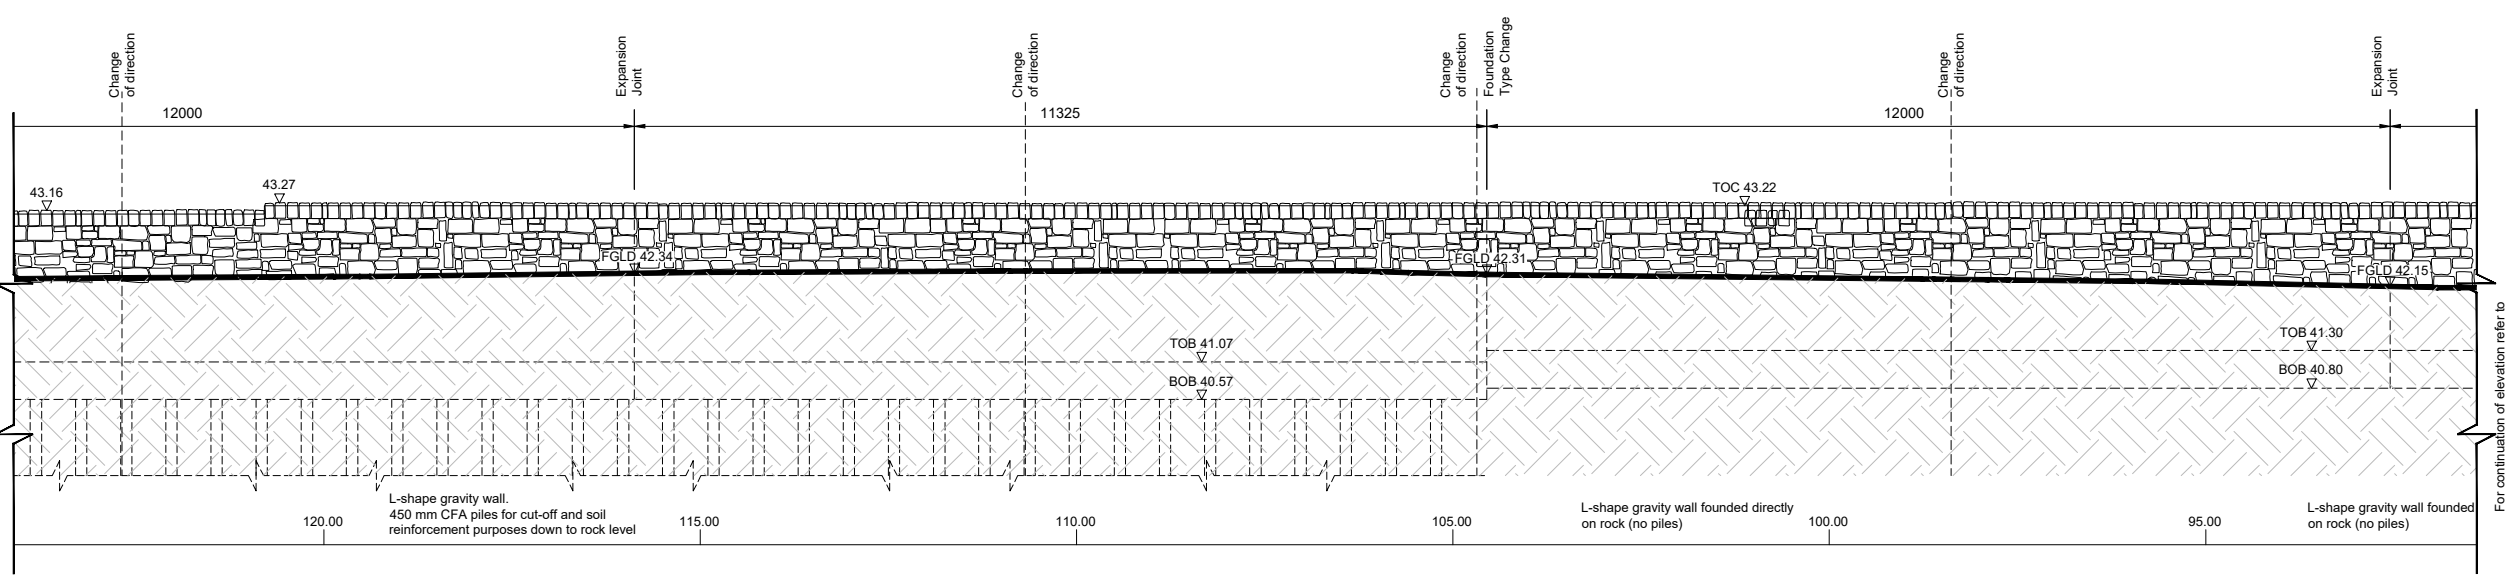 Change
of direction
Expansion
Joint
Change
of direction
Change
of direction
Foundation
Type Change
Change
of direction
Expansion
Joint
12000
11325
12000
43.16
43.27
TOC 43.22
FGLD 42.34
FGLD 42.31
FGLD 42.15
TOB 41.07
TOB 41.30
BOB 40.57
BOB 40.80
L-shape gravity wall.
450 mm CFA piles for cut-off and soil
reinforcement purposes down to rock level
L-shape gravity wall founded directly
on rock (no piles)
L-shape gravity wall founded
on rock (no piles)
120.00
115.00
110.00
105.00
100.00
95.00
For continuation of elevation refer to